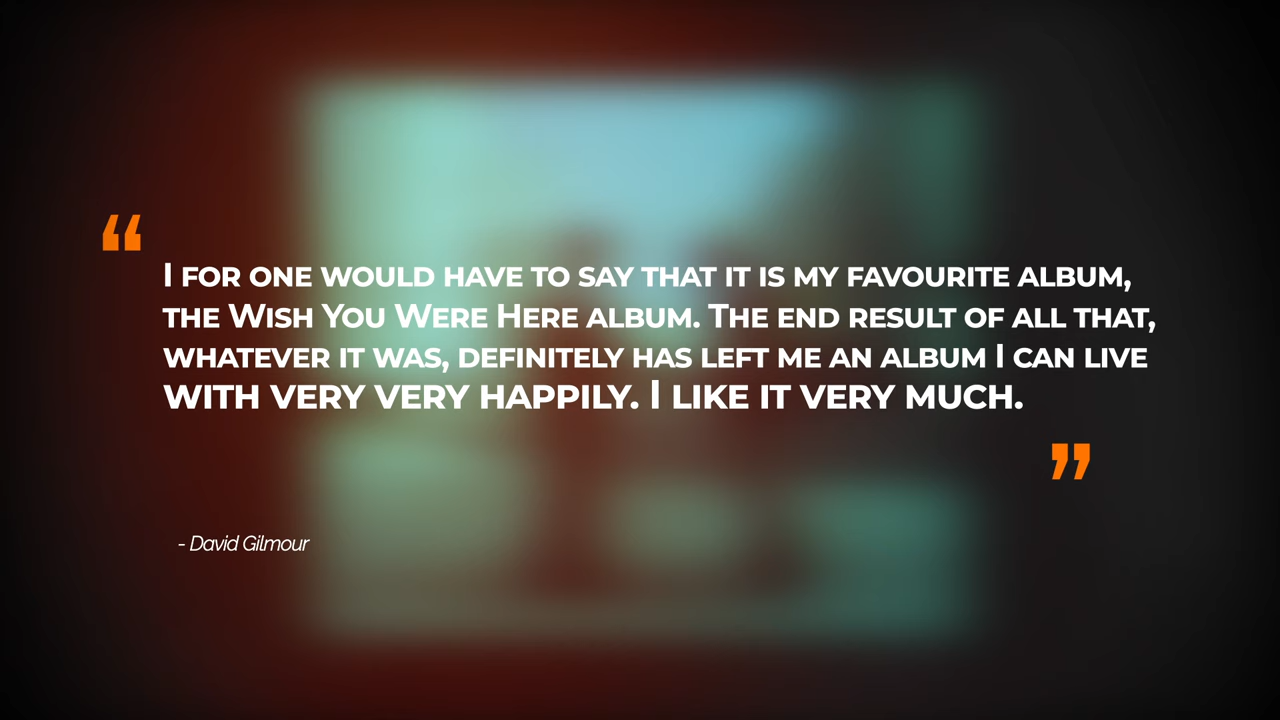 “
I for one would have to say that it is my favourite album,
the Wish You Were Here album. The end result of all that,
whatever it was, definitely has left me an album I can live
with very very happily. I like it very much.
”
- David Gilmour